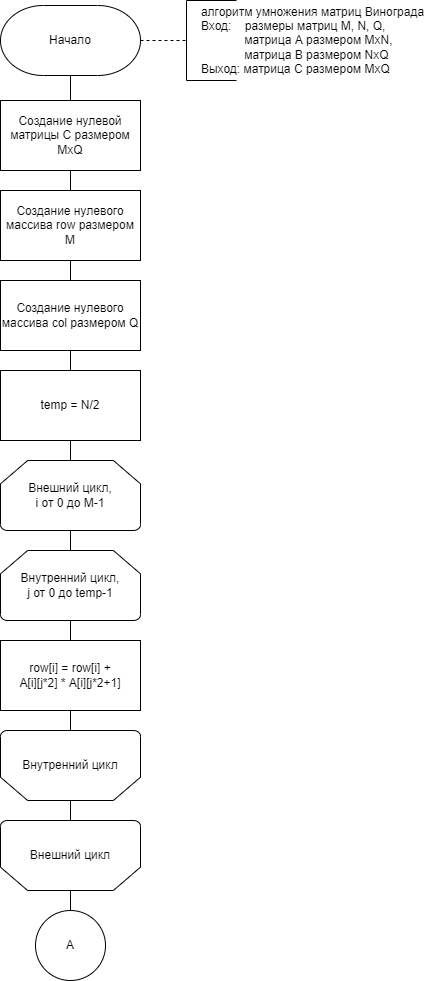 Начало
алгоритм умножения матриц Винограда
Вход: размеры матриц M, N, Q,
матрица A размером MxN,
матрица B размером NxQ
Выход: матрица C размером MxQ
Создание нулевой
матрицы C размером
MxQ
Создание нулевого
массива row размером
M
Создание нулевого
массива col размером Q
temp = N/2
Внешний цикл,
i от 0 до M-1
Внутренний цикл,
j от 0 до temp-1
row[i] = row[i] +
A[i][j*2] * A[i][j*2+1]
Внутренний цикл
Внешний цикл
A